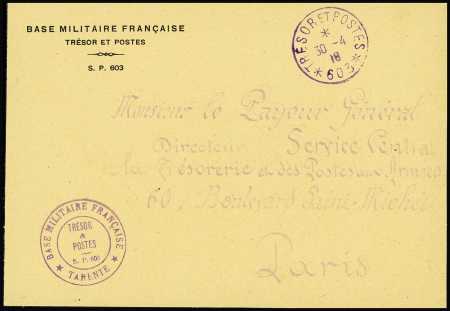 BASE MILITAIRE FRANÇAISE
TRÉSOR ET POSTES
S. P. 603
* TRESOR ET POSTES *
*
30 -4
18
603
Monsieur le Payeur Général
Directeur Service Central
de la Trésorerie et des Postes aux Armées
60, Boulevard Saint-Michel
Paris
BASE MILITAIRE FRANÇAISE
TRÉSOR
&
POSTES
S. P. 603
* TARENTE *